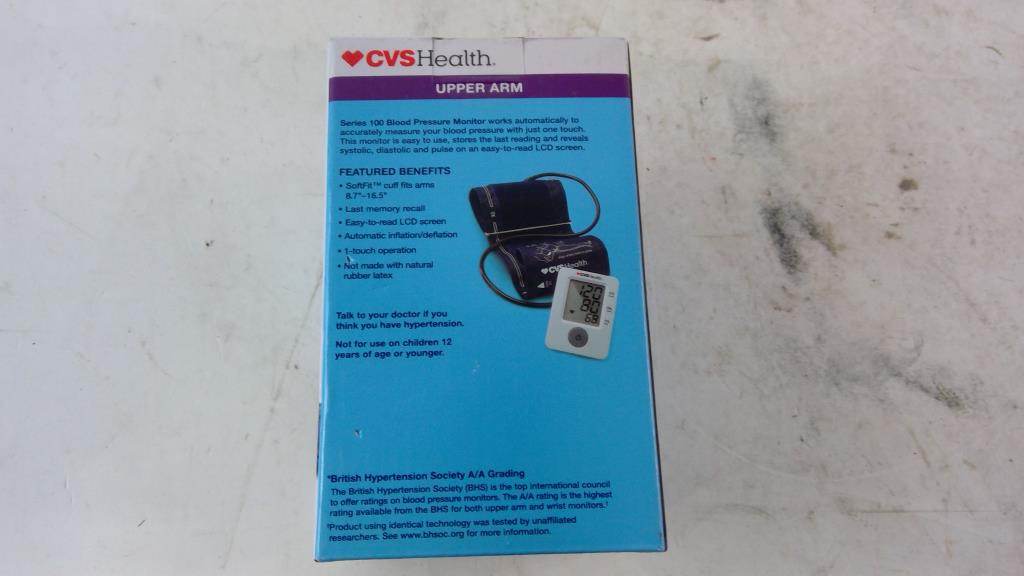 CVSHealth®
UPPER ARM
Series 100 Blood Pressure Monitor works automatically to
accurately measure your blood pressure with just one touch.
This monitor is easy to use, stores the last reading and reveals
systolic, diastolic and pulse on an easy-to-read LCD screen.
FEATURED BENEFITS
• SoftFit™ cuff fits arms
8.7"–16.5"
• Last memory recall
• Easy-to-read LCD screen
• Automatic inflation/deflation
• 1-touch operation
• Not made with natural
rubber latex
CVSHealth
CVSHealth
120
80
68
Talk to your doctor if you
think you have hypertension.
Not for use on children 12
years of age or younger.
*British Hypertension Society A/A Grading
The British Hypertension Society (BHS) is the top international council
to offer ratings on blood pressure monitors. The A/A rating is the highest
rating available from the BHS for both upper arm and wrist monitors.†
†Product using identical technology was tested by unaffiliated
researchers. See www.bhsoc.org for more information.